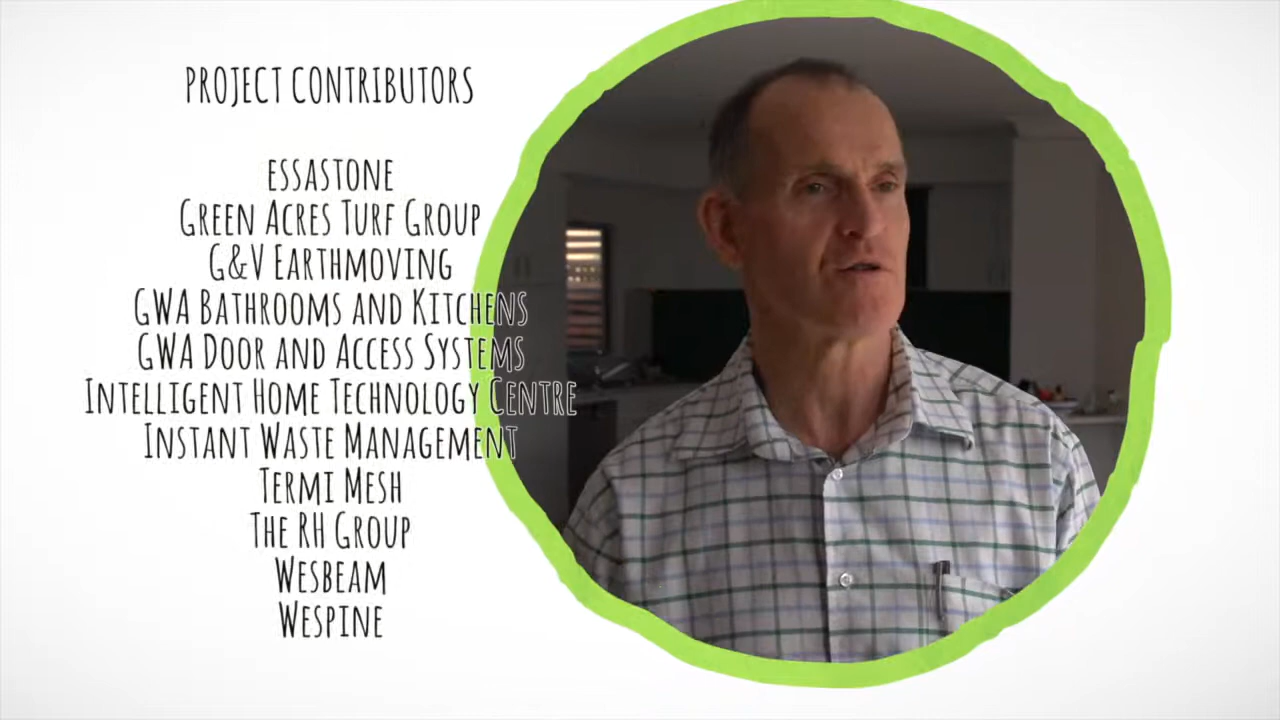 PROJECT CONTRIBUTORS
ESSASTONE
GREEN ACRES TURF GROUP
G&V EARTHMOVING
GWA BATHROOMS AND KITCHENS
GWA DOOR AND ACCESS SYSTEMS
INTELLIGENT HOME TECHNOLOGY CENTRE
INSTANT WASTE MANAGEMENT
TERMI MESH
THE RH GROUP
WESBEAM
WESPINE